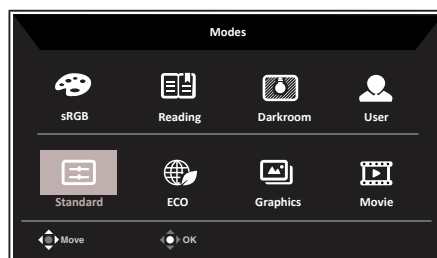 Modes
sRGB Reading Darkroom User
Standard ECO Graphics Movie
Move OK